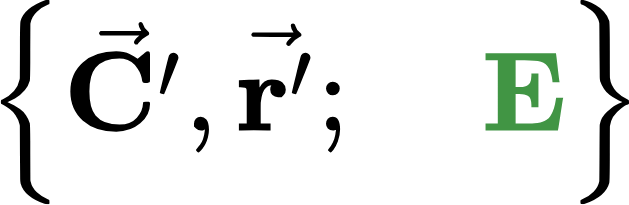 {C⃗′, r⃗′; E}